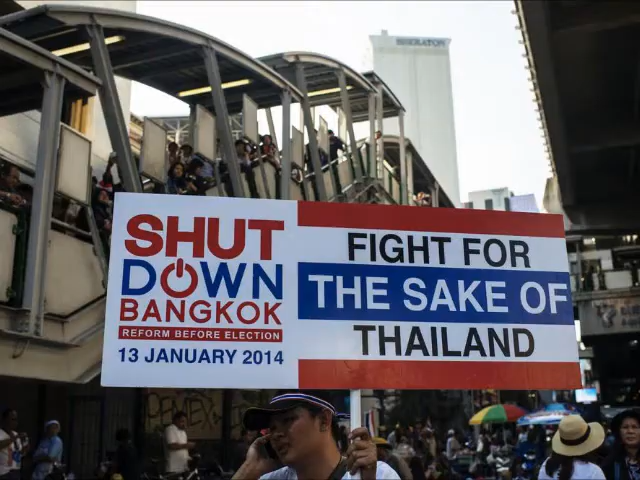 SHERATON
SHUT
DOWN
BANGKOK
REFORM BEFORE ELECTION
13 JANUARY 2014
FIGHT FOR
THE SAKE OF
THAILAND